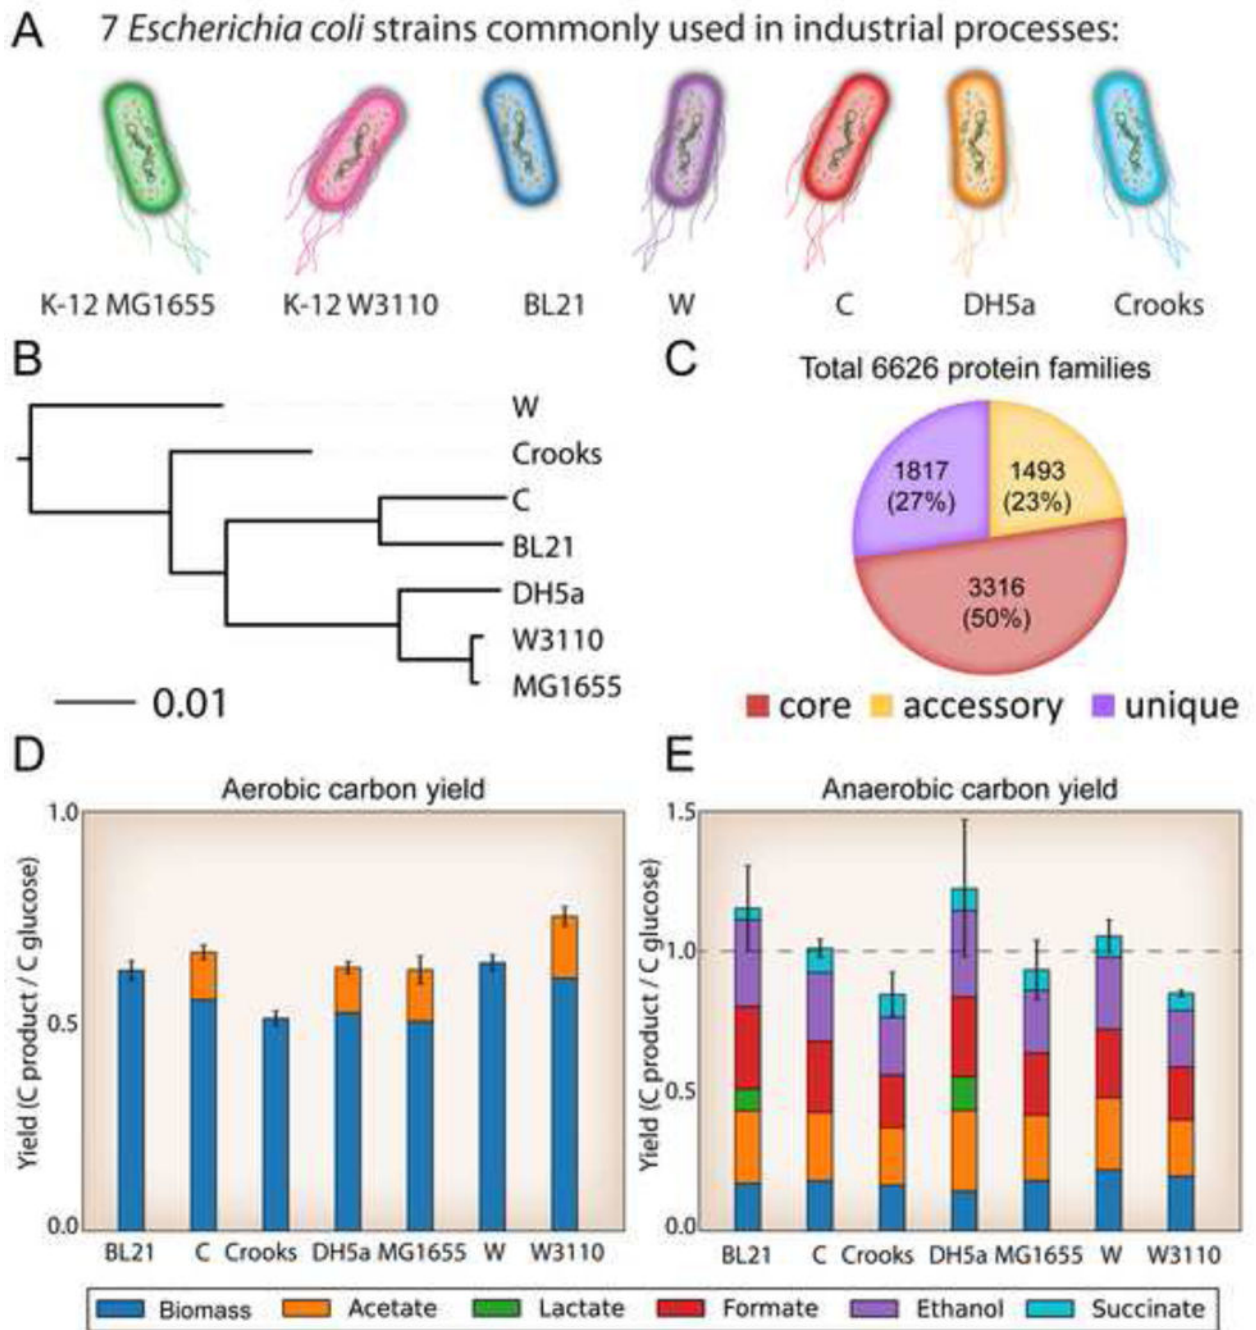 A
7 Escherichia coli strains commonly used in industrial processes:
K-12 MG1655
K-12 W3110
BL21
W
C
DH5a
Crooks
B
W
Crooks
C
BL21
DH5a
W3110
MG1655
0.01
C
Total 6626 protein families
1817
(27%)
1493
(23%)
3316
(50%)
core
accessory
unique
D
Aerobic carbon yield
Yield (C product / C glucose)
1.0
0.5
0.0
BL21
C
Crooks
DH5a
MG1655
W
W3110
E
Anaerobic carbon yield
Yield (C product / C glucose)
1.5
1.0
0.5
0.0
BL21
C
Crooks
DH5a
MG1655
W
W3110
Biomass
Acetate
Lactate
Formate
Ethanol
Succinate